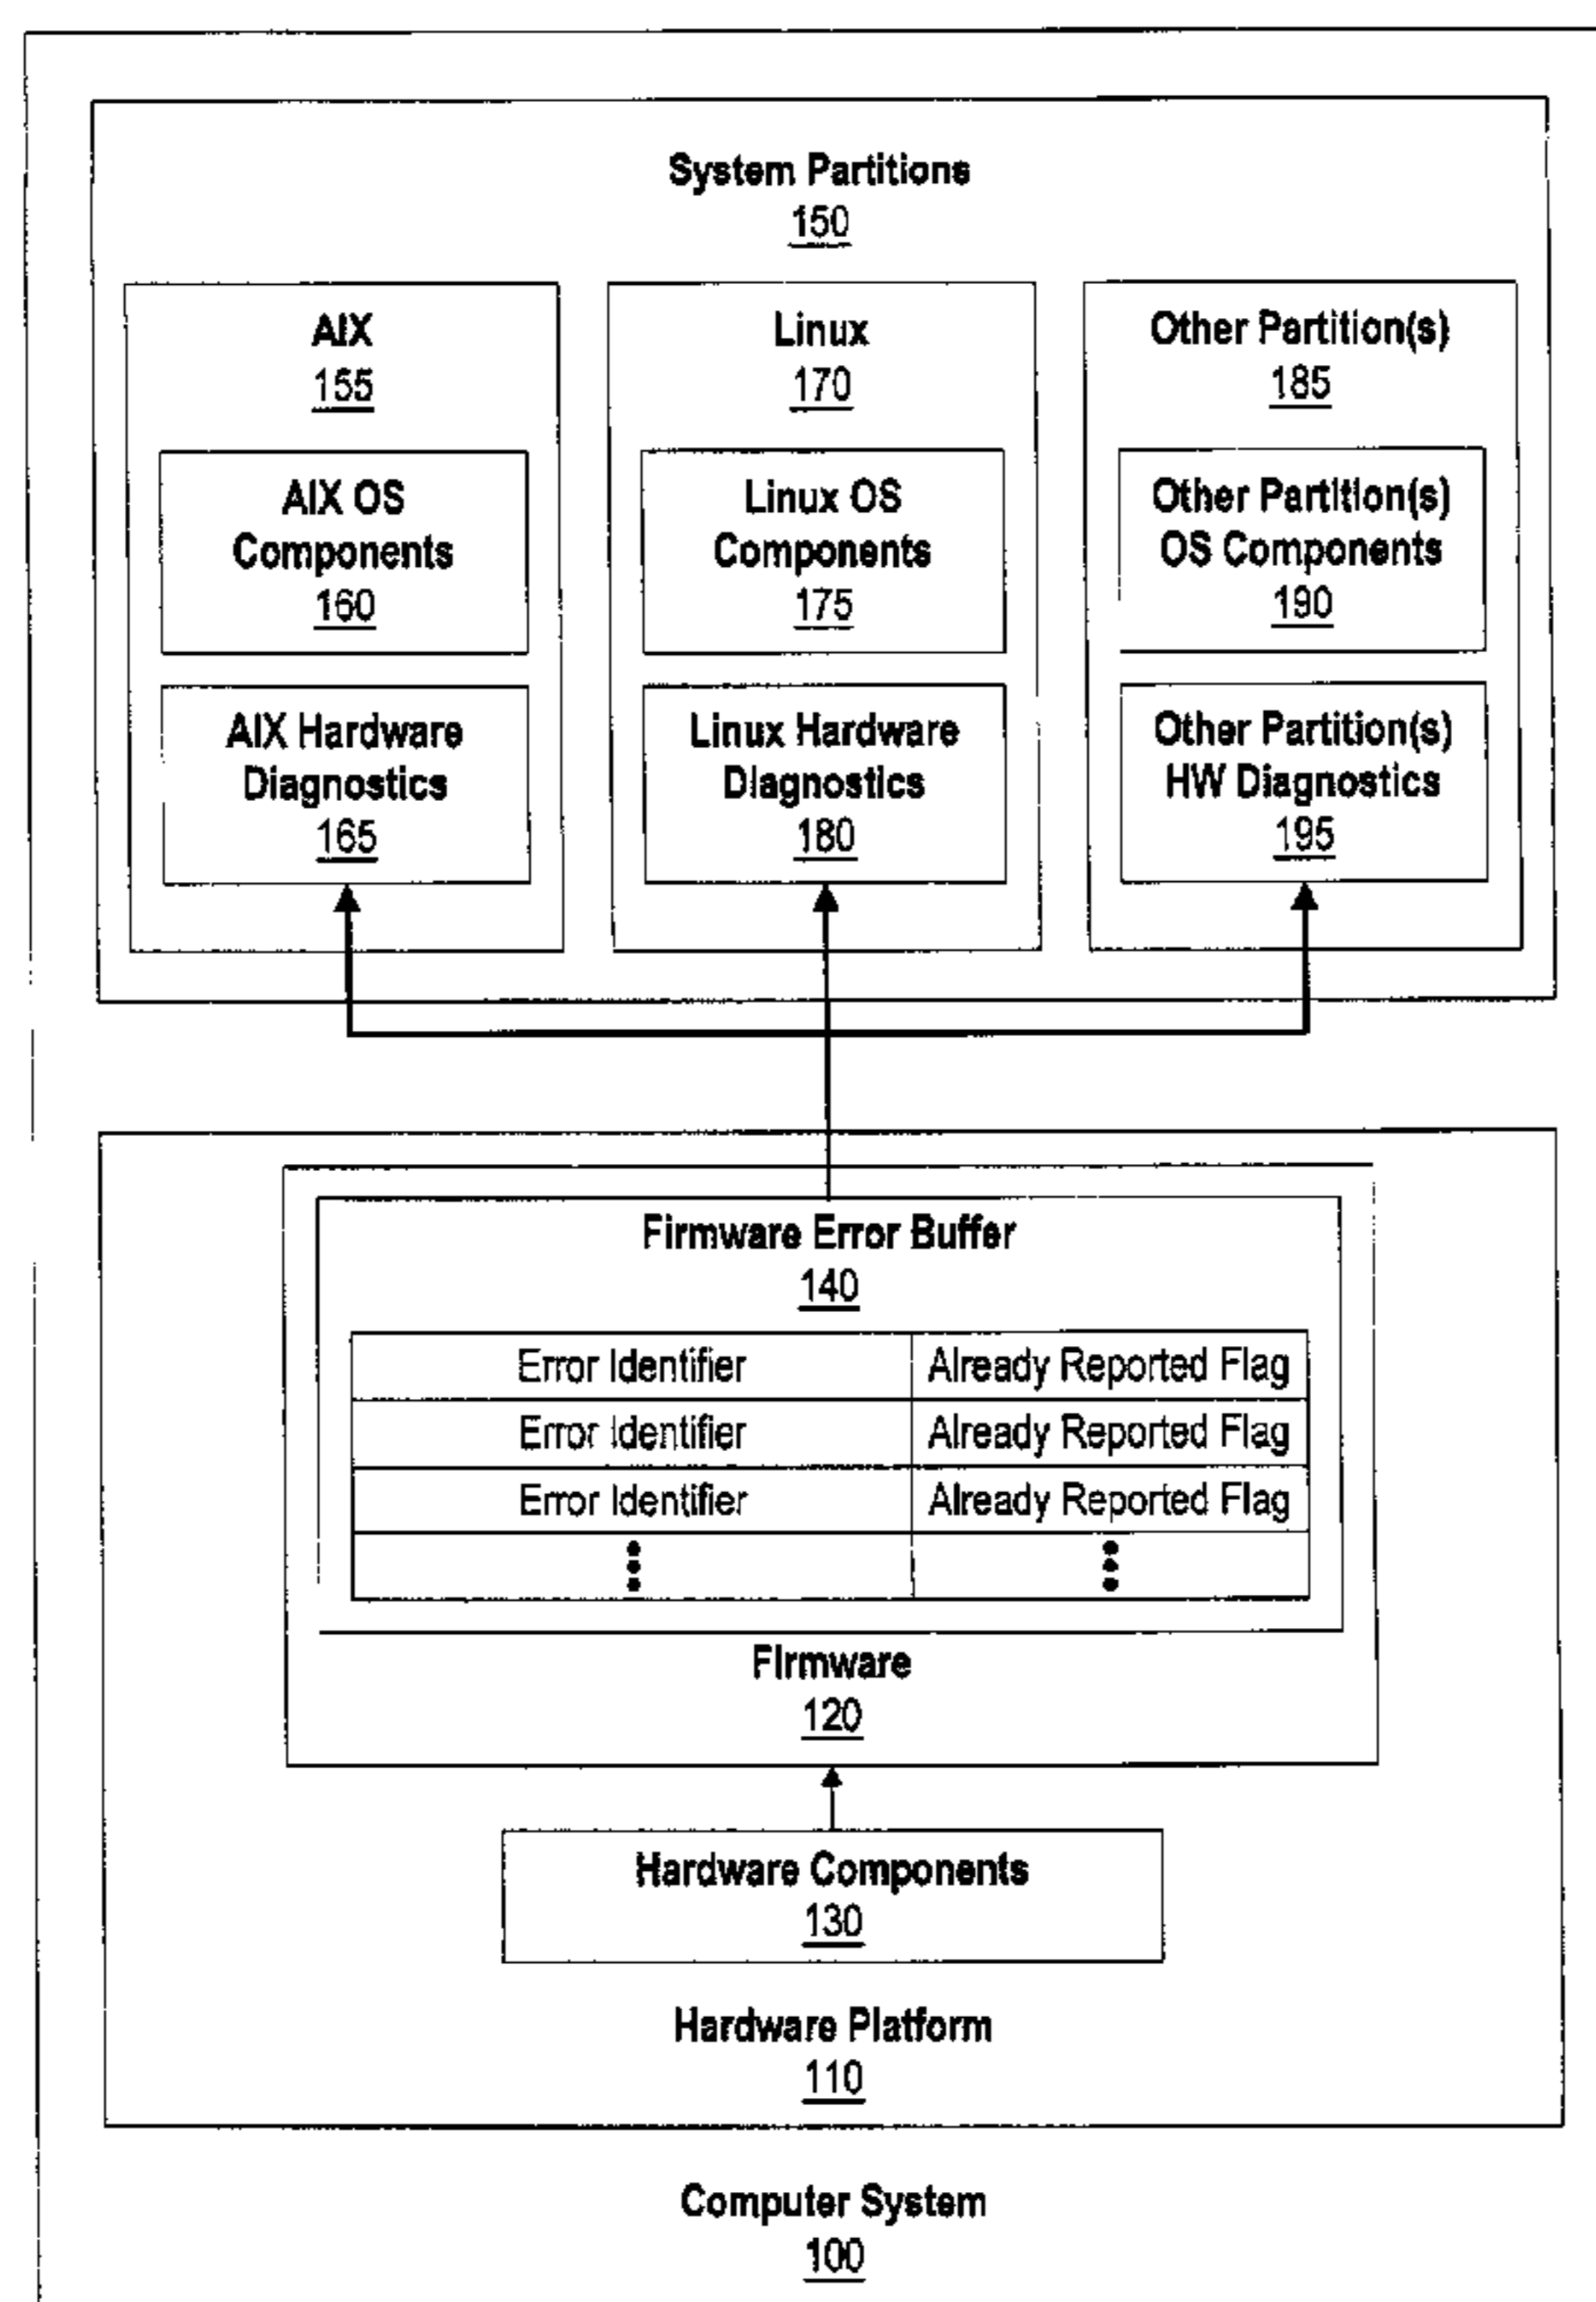 System Partitions
150
AIX
155
AIX OS
Components
160
AIX Hardware
Diagnostics
165
Linux
170
Linux OS
Components
175
Linux Hardware
Diagnostics
180
Other Partition(s)
185
Other Partition(s)
OS Components
190
Other Partition(s)
HW Diagnostics
195
Firmware Error Buffer
140
Error Identifier Already Reported Flag
Error Identifier Already Reported Flag
Error Identifier Already Reported Flag
Firmware
120
Hardware Components
130
Hardware Platform
110
Computer System
100